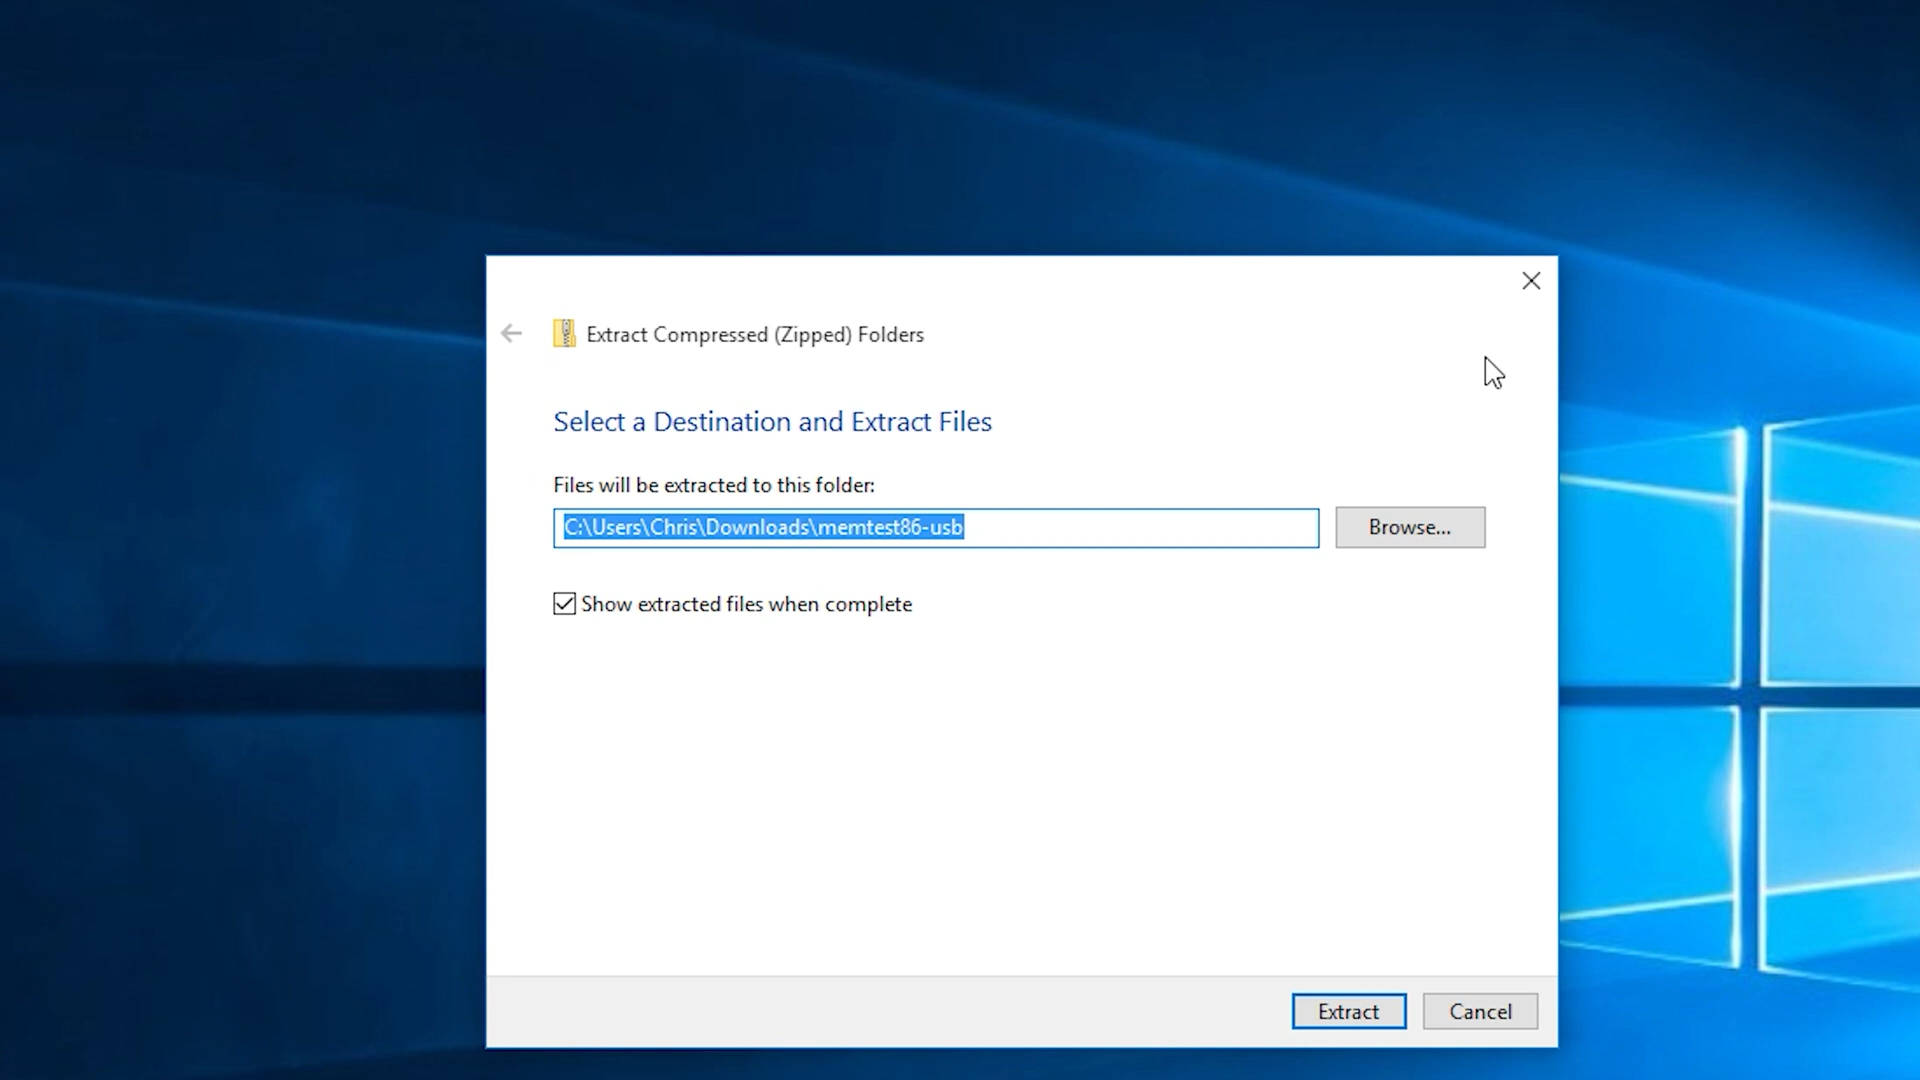 Extract Compressed (Zipped) Folders
Select a Destination and Extract Files
Files will be extracted to this folder:
C:\Users\Chris\Downloads\memtest86-usb
Browse...
Show extracted files when complete
Extract
Cancel